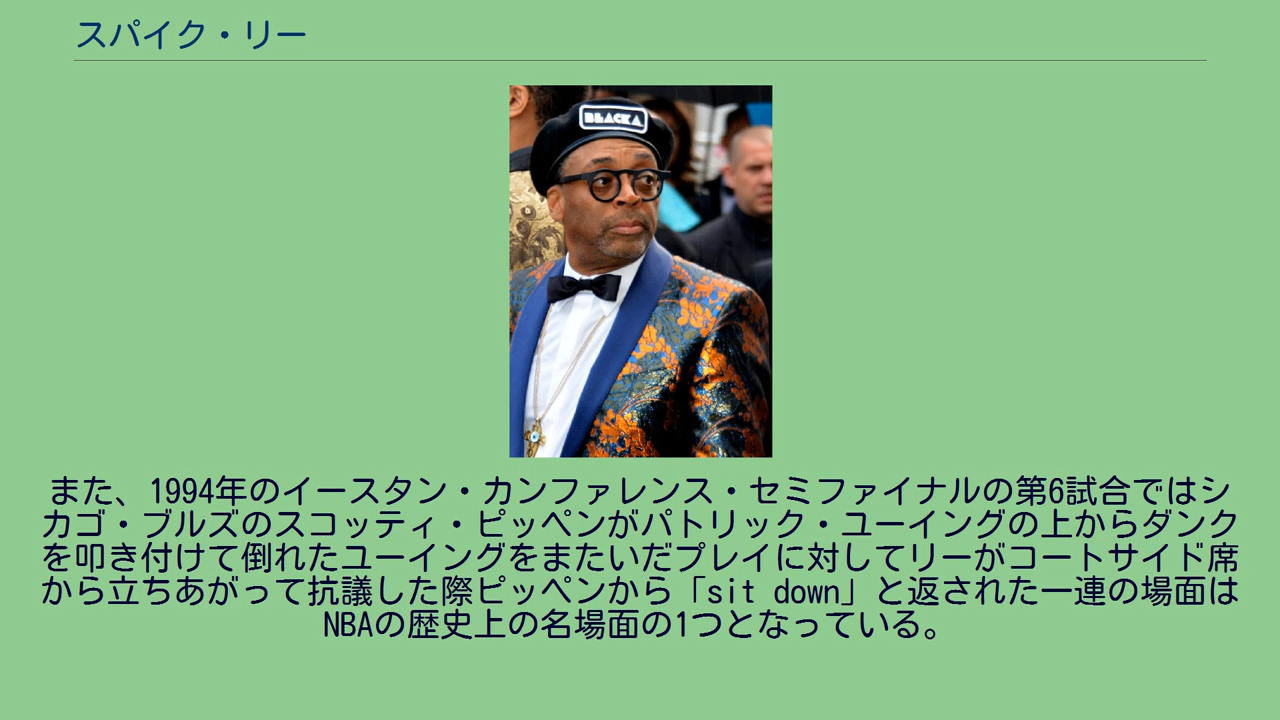 スパイク・リー
BLACKA
また、1994年のイースタン・カンファレンス・セミファイナルの第6試合ではシ
カゴ・ブルズのスコッティ・ピッペンがパトリック・ユーイングの上からダンク
を叩き付けて倒れたユーイングをまたいだプレイに対してリーがコートサイド席
から立ちあがって抗議した際ピッペンから「sit down」と返された一連の場面は
NBAの歴史上の名場面の1つとなっている。